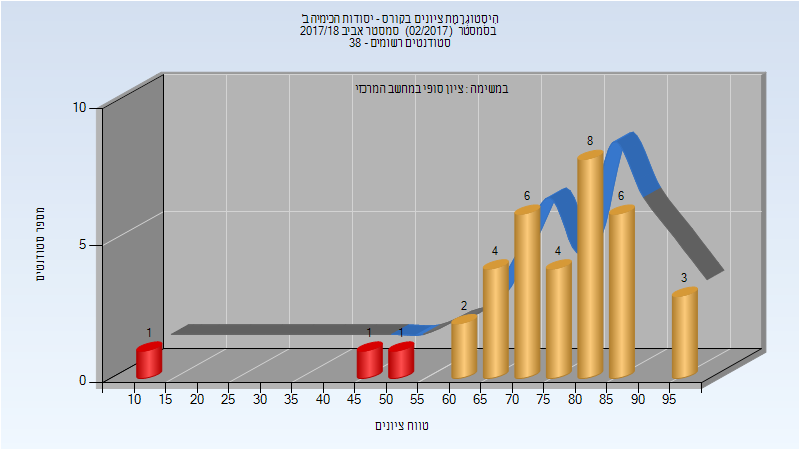 היסטוגרמת ציונים בקורס - יסודות הכימיה ב'
בסמסטר (02/2017) סמסטר אביב 2017/18
סטודנטים רשומים - 38
במשימה : ציון סופי במחשב המרכזי
מספר סטודנטים
10
5
0
1
1
1
2
4
6
4
8
6
3
10 15 20 25 30 35 40 45 50 55 60 65 70 75 80 85 90 95
טווח ציונים